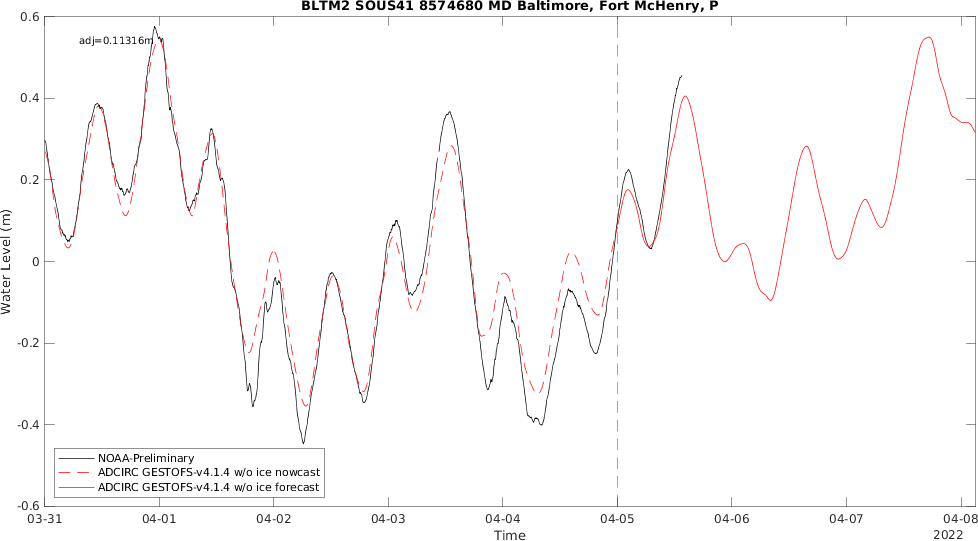 BLTM2 SOUS41 8574680 MD Baltimore, Fort McHenry, P
adj=0.11316m
0.6
0.4
0.2
0
-0.2
-0.4
-0.6
Water Level (m)
NOAA-Preliminary
ADCIRC GESTOFS-v4.1.4 w/o ice nowcast
ADCIRC GESTOFS-v4.1.4 w/o ice forecast
03-31 04-01 04-02 04-03 04-04 04-05 04-06 04-07 04-08
Time
2022